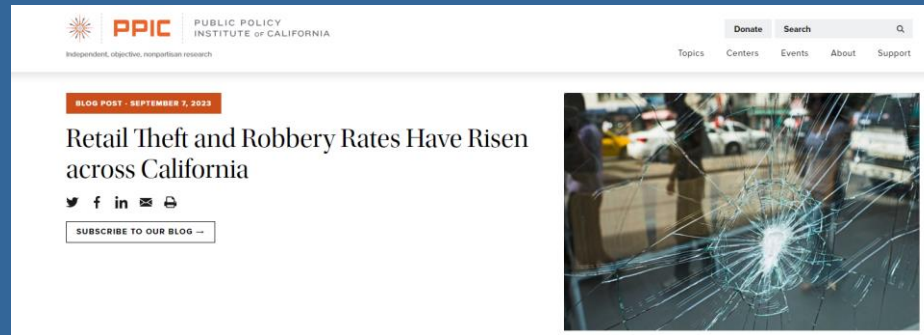 PPIC
PUBLIC POLICY
INSTITUTE OF CALIFORNIA
Independent, objective, nonpartisan research
Donate
Search
Topics
Centers
Events
About
Support
BLOG POST · SEPTEMBER 7, 2023
Retail Theft and Robbery Rates Have Risen
across California
SUBSCRIBE TO OUR BLOG →